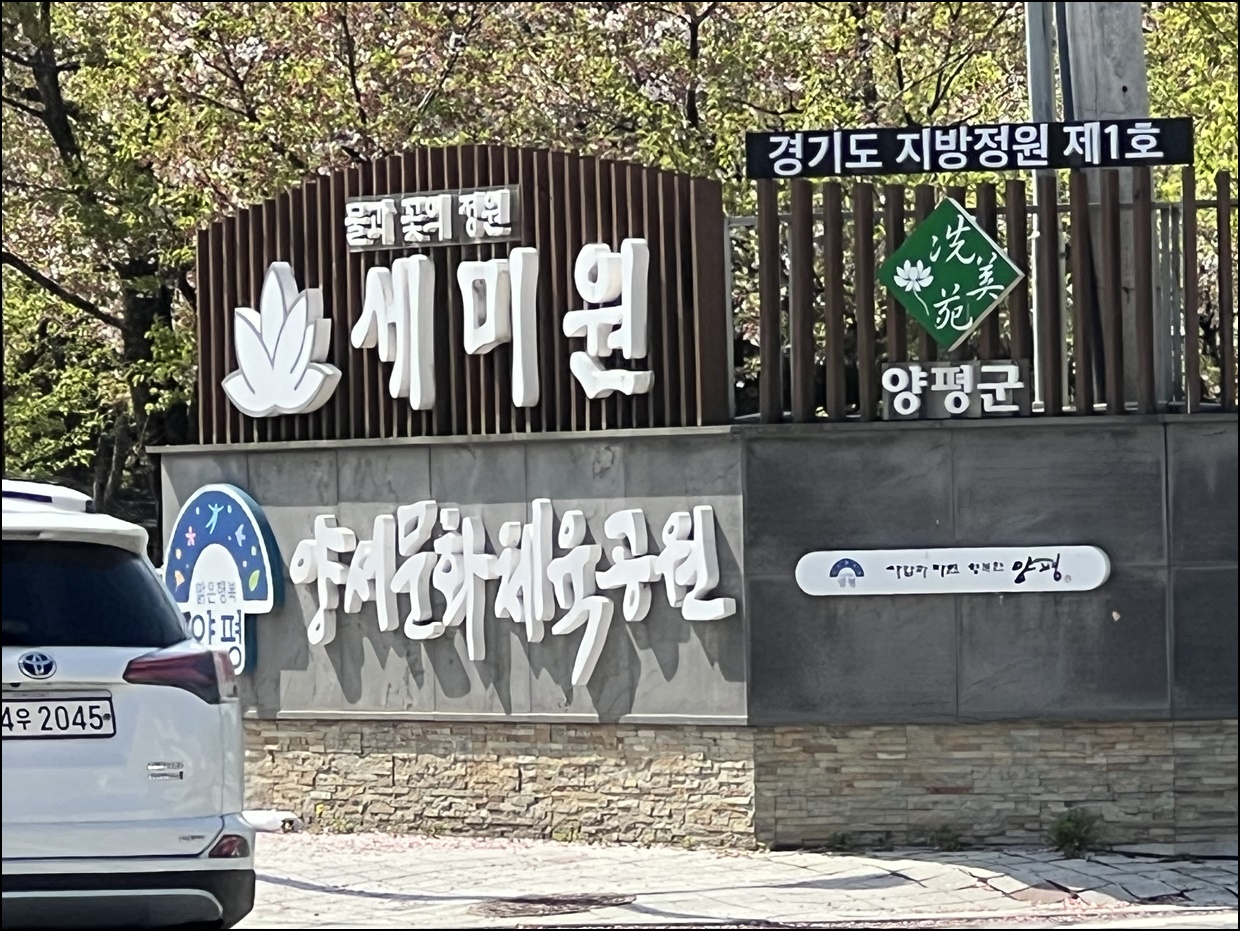 경기도 지방정원 제1호
물과 꽃의 정원
세미원
洗美苑
양평군
양서문화체육공원
맑은행복
양평
양평
4우 2045